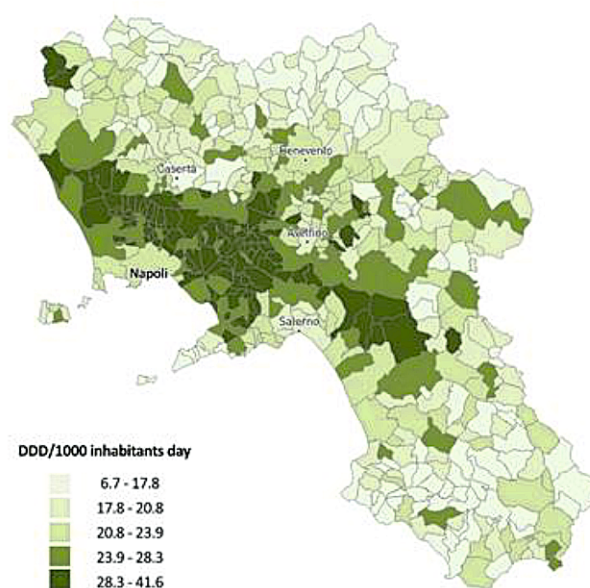 Benevento
Caserta
Avellino
Napoli
Salerno
DDD/1000 inhabitants day
6.7 - 17.8
17.8 - 20.8
20.8 - 23.9
23.9 - 28.3
28.3 - 41.6